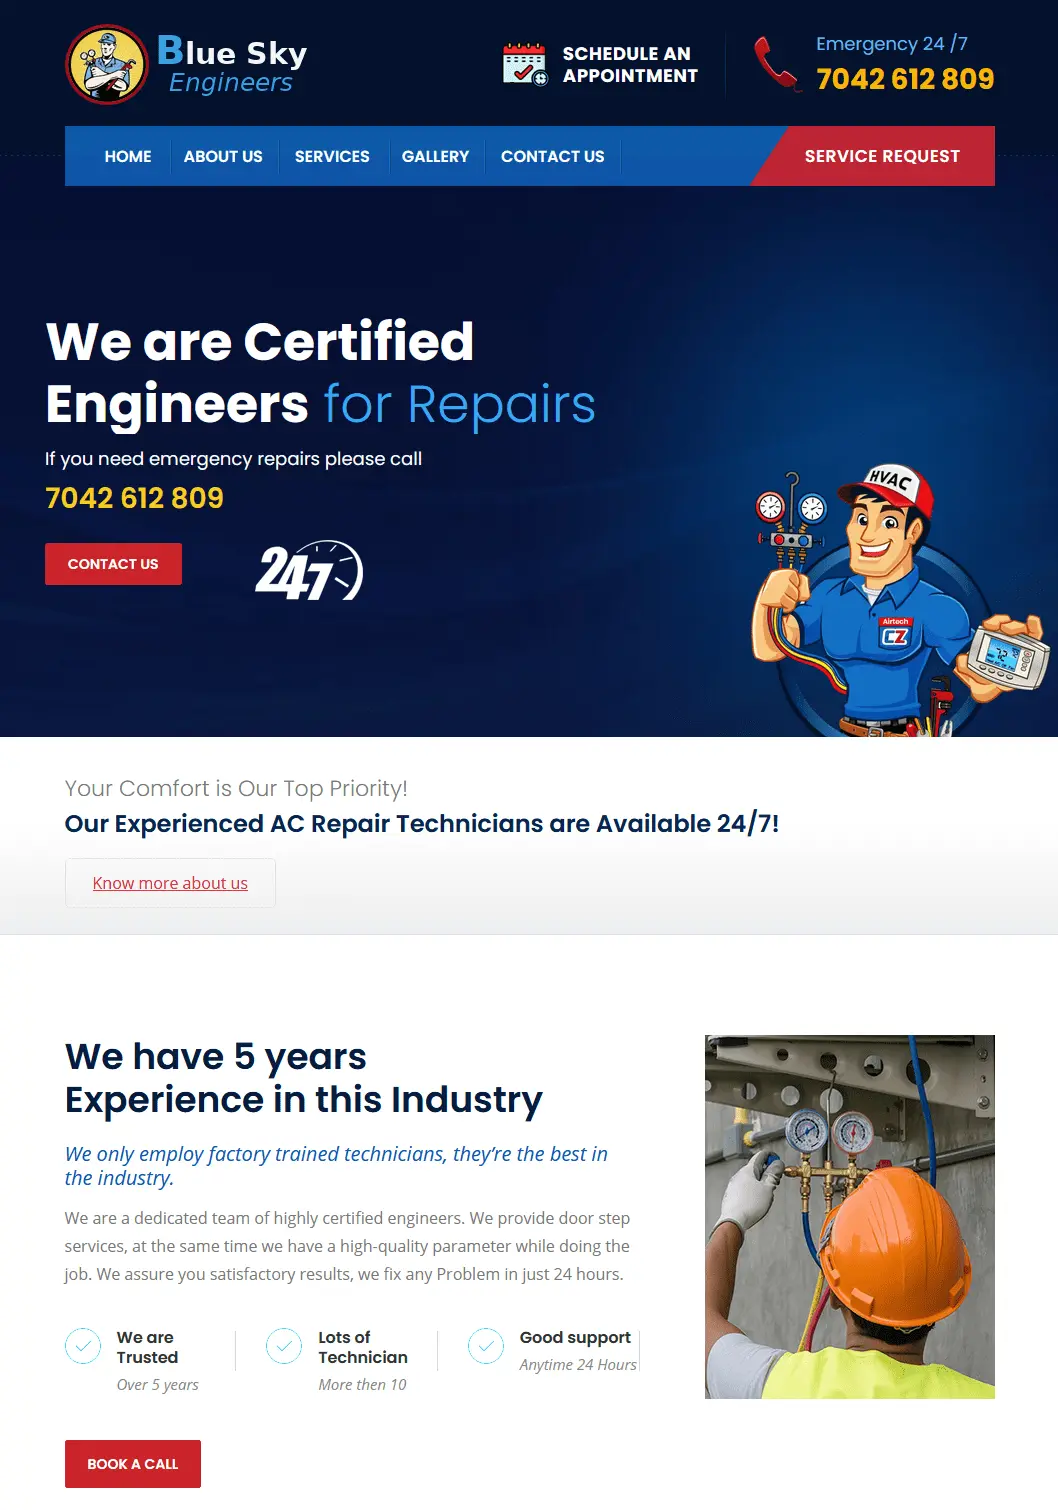 Blue Sky
Engineers
SCHEDULE AN
APPOINTMENT
Emergency 24 /7
7042 612 809
HOME
ABOUT US
SERVICES
GALLERY
CONTACT US
SERVICE REQUEST
We are Certified
Engineers for Repairs
If you need emergency repairs please call
7042 612 809
CONTACT US
247
HVAC
Airtech
CZ
72
Your Comfort is Our Top Priority!
Our Experienced AC Repair Technicians are Available 24/7!
Know more about us
We have 5 years
Experience in this Industry
We only employ factory trained technicians, they’re the best in
the industry.
We are a dedicated team of highly certified engineers. We provide door step
services, at the same time we have a high-quality parameter while doing the
job. We assure you satisfactory results, we fix any Problem in just 24 hours.
We are
Trusted
Over 5 years
Lots of
Technician
More then 10
Good support
Anytime 24 Hours
BOOK A CALL